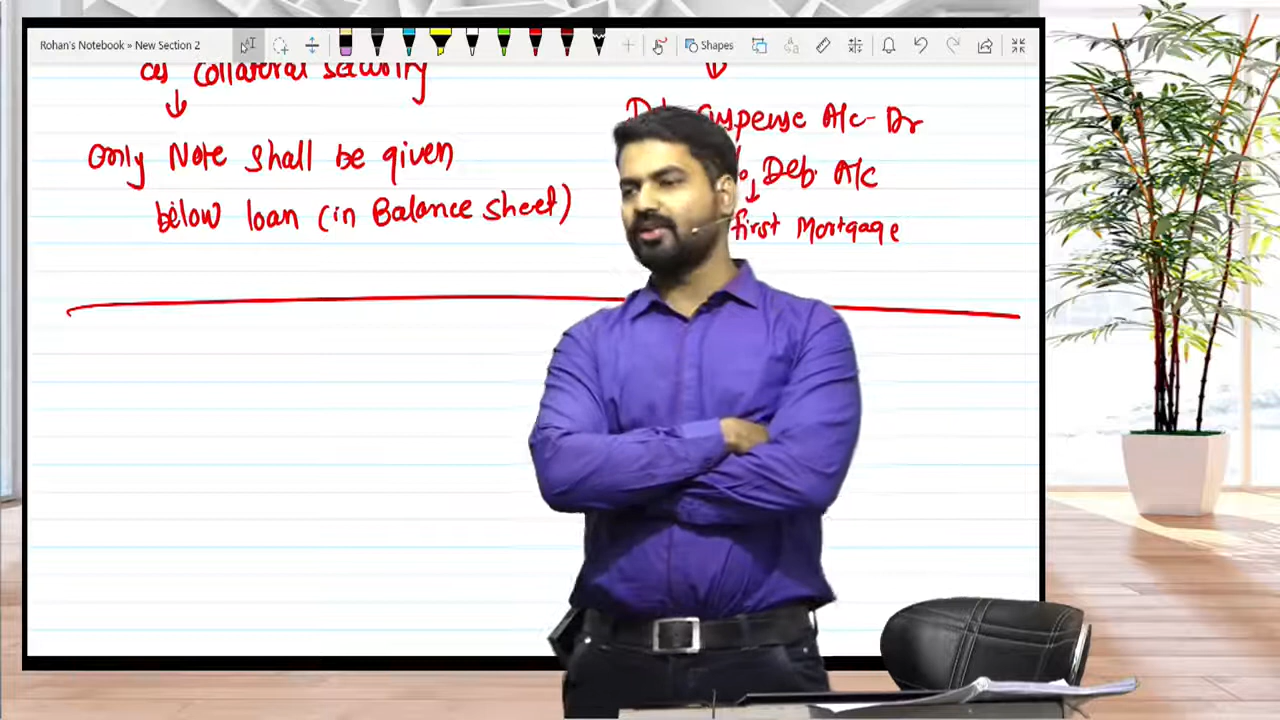 Rohan's Notebook » New Section 2
Shapes
as collateral security
Only Note shall be given
below loan (in Balance sheet)
suspense A/c - Dr
Deb. A/c
first Mortgage